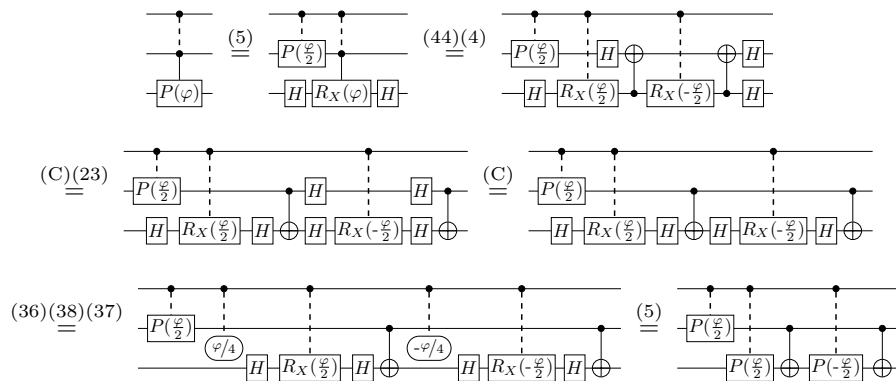 (5) (44)(4)
= P(φ/2) = P(φ/2) H H
P(φ) H R_X(φ) H H R_X(φ/2) R_X(-φ/2) H
(C)(23) (C)
= P(φ/2) H H = P(φ/2)
H R_X(φ/2) H H R_X(-φ/2) H H R_X(φ/2) H H R_X(-φ/2) H
(36)(38)(37) (5)
= P(φ/2) φ/4 -φ/4 = P(φ/2)
H R_X(φ/2) H H R_X(-φ/2) H P(φ/2) P(-φ/2)